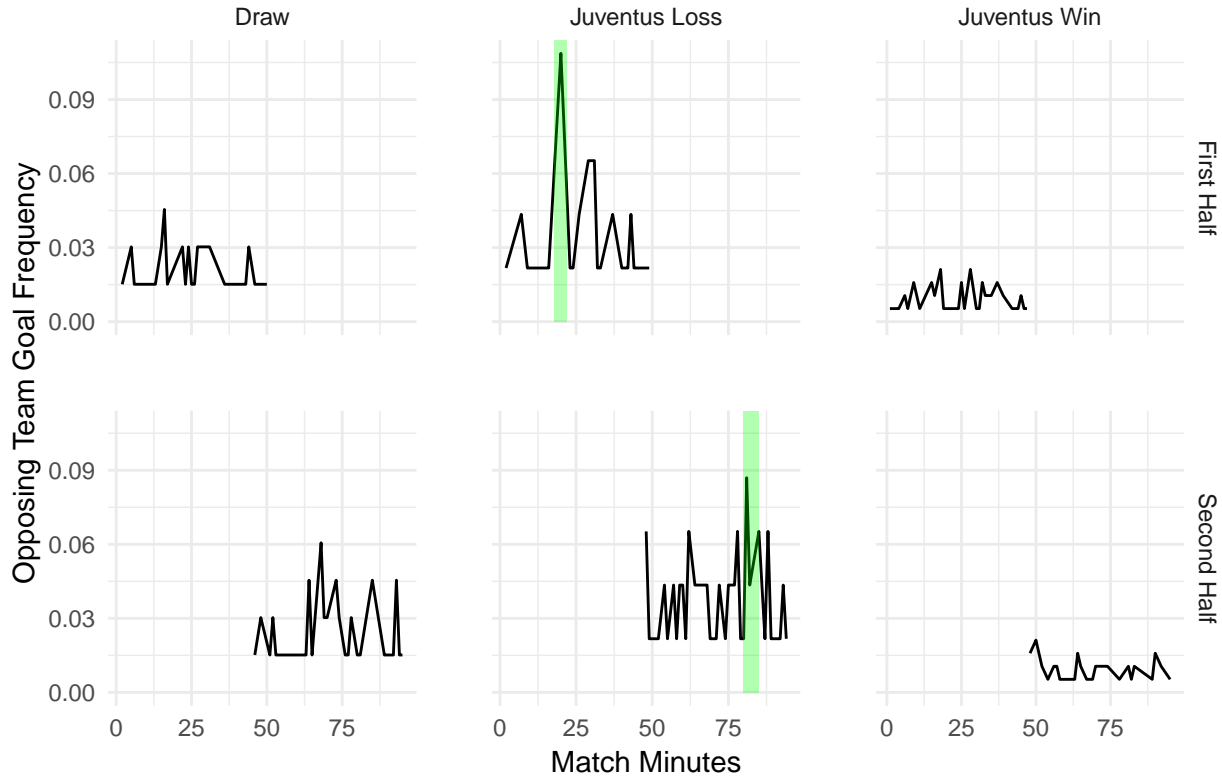 Draw
Juventus Loss
Juventus Win
Opposing Team Goal Frequency
0.09
0.06
0.03
0.00
First Half
0.09
0.06
0.03
0.00
Second Half
0 25 50 75
0 25 50 75
0 25 50 75
Match Minutes